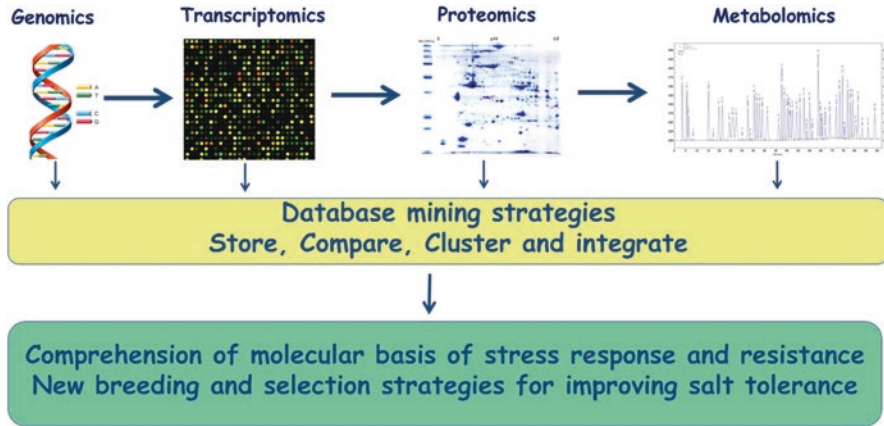 Genomics
Transcriptomics
Proteomics
Metabolomics
A
T
C
G
Database mining strategies
Store, Compare, Cluster and integrate
Comprehension of molecular basis of stress response and resistance
New breeding and selection strategies for improving salt tolerance